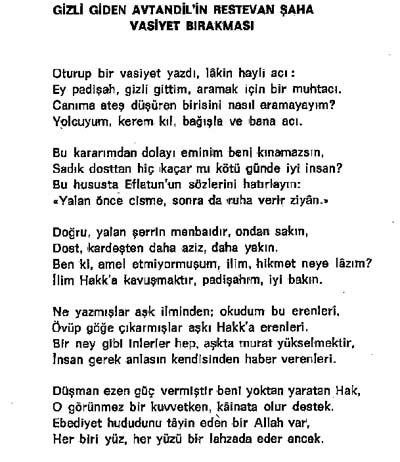 GİZLİ GİDEN AVTANDİL'İN RESTEVAN ŞAHA
VASİYET BIRAKMASI
Oturup bir vasiyet yazdı, lâkin hayli acı:
Ey padişah, gizli gittim, aramak için bir muhtacı.
Canıma ateş düşüren birisini nasıl aramayayım?
Yolcuyum, kerem kıl, bağışla ve bana acı.
Bu kararımdan dolayı eminim beni kınamazsın,
Sadık dosttan hiç kaçar mı kötü günde iyi insan?
Bu hususta Eflatun'un sözlerini hatırlayın:
«Yalan önce cisme, sonra da ruha verir ziyân.»
Doğru, yalan şerrin menbaıdır, ondan sakın,
Dost, kardeşten daha aziz, daha yakın.
Ben ki, amel etmiyormuşum, ilim, hikmet neye lâzım?
İlim Hakk'a kavuşmaktır, padişahım, iyi bakın.
Ne yazmışlar aşk ilminden; okudum bu erenleri,
Övüp göğe çıkarmışlar aşkı Hakk'a erenleri.
Bir ney gibi inlerler hep, aşkta murat yükselmektir,
İnsan gerek anlasın kendisinden haber verenleri.
Düşman ezen güç vermiştir beni yoktan yaratan Hak,
O görünmez bir kuvvetken, kâinata olur destek.
Ebediyet hududunu tâyin eden bir Allah var,
Her biri yüz, her yüzü bir lahzada eder ancak.